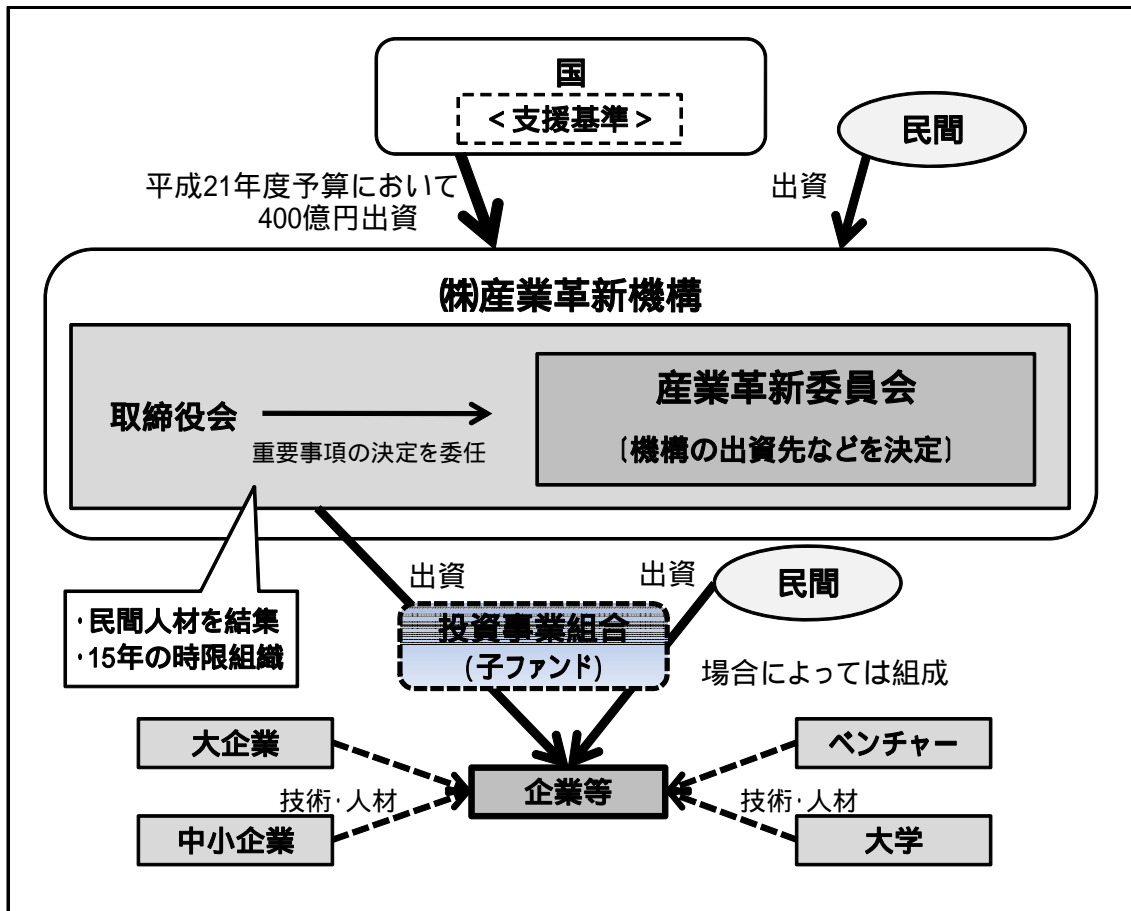 国
<支援基準>
民間
平成21年度予算において
400億円出資
出資
㈱産業革新機構
取締役会
重要事項の決定を委任
産業革新委員会
〔機構の出資先などを決定〕
・民間人材を結集
・15年の時限組織
出資
出資
民間
投資事業組合
(子ファンド)
場合によっては組成
大企業
中小企業
技術・人材
企業等
技術・人材
ベンチャー
大学